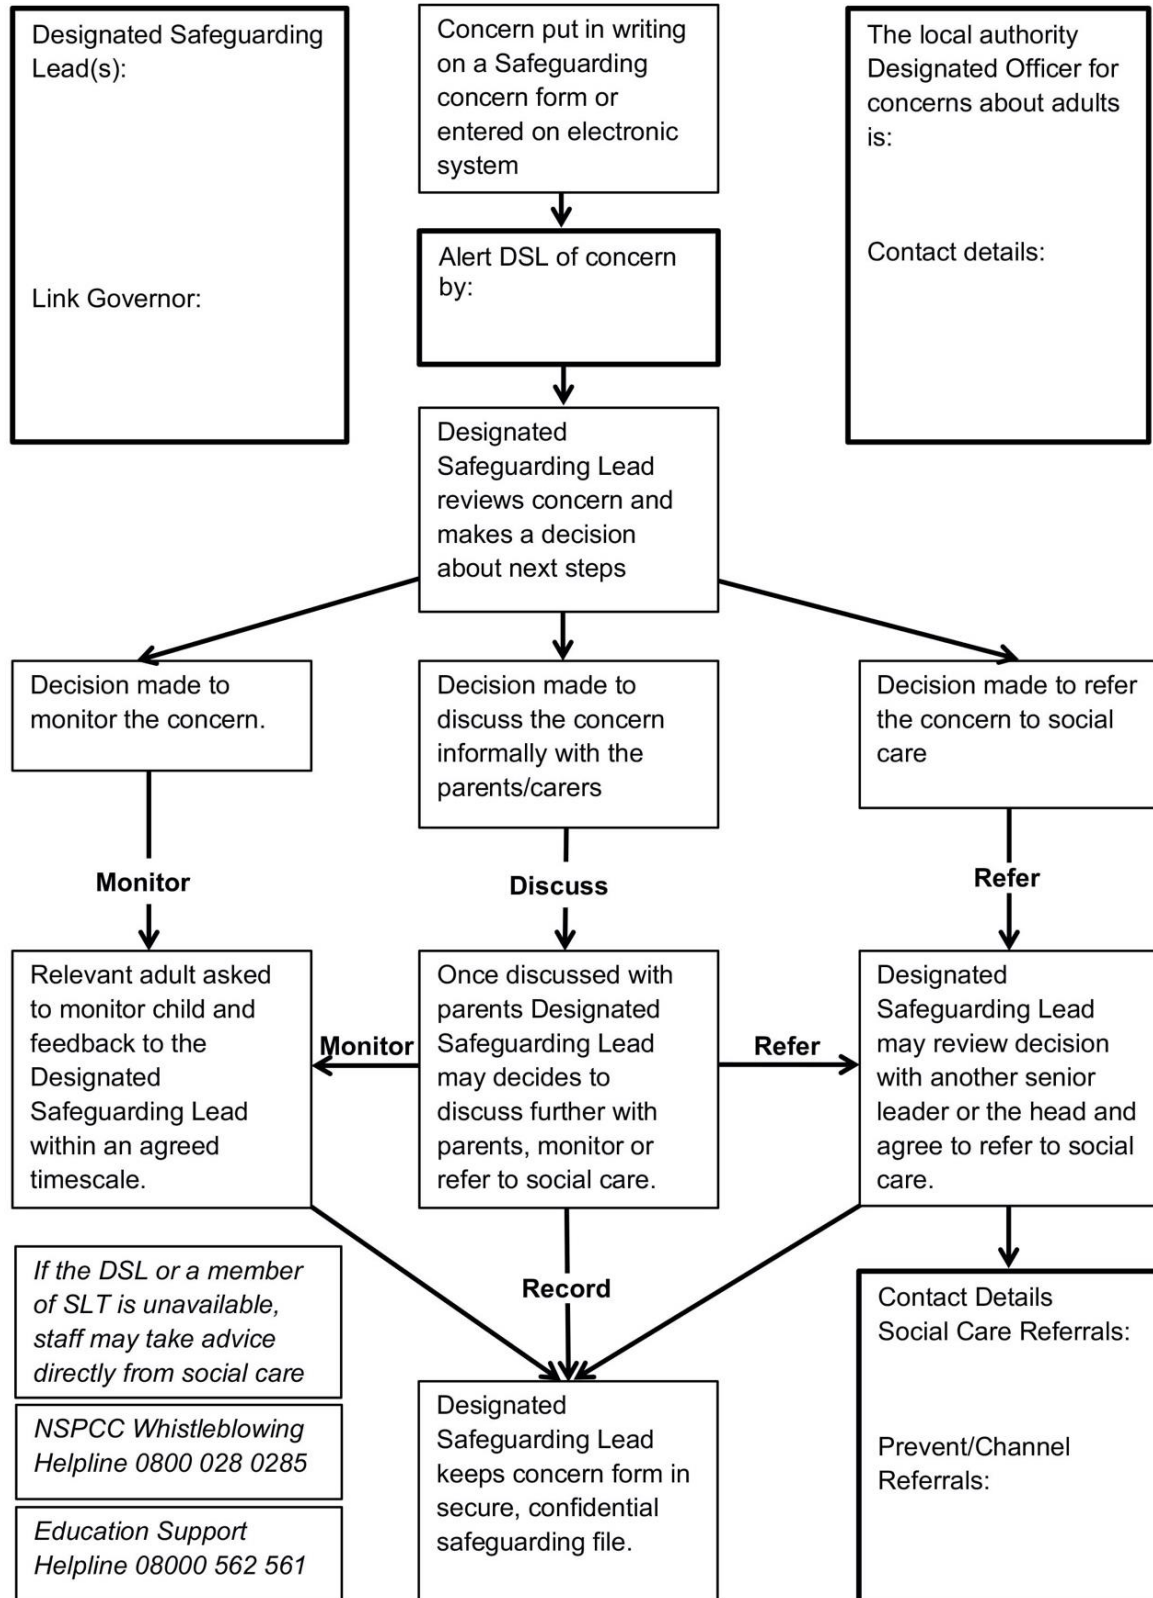 Designated Safeguarding
Lead(s):
Link Governor:
Concern put in writing
on a Safeguarding
concern form or
entered on electronic
system
The local authority
Designated Officer for
concerns about adults
is:
Contact details:
Alert DSL of concern
by:
Designated
Safeguarding Lead
reviews concern and
makes a decision
about next steps
Decision made to
monitor the concern.
Decision made to
discuss the concern
informally with the
parents/carers
Decision made to refer
the concern to social
care
Monitor
Discuss
Refer
Relevant adult asked
to monitor child and
feedback to the
Designated
Safeguarding Lead
within an agreed
timescale.
Monitor
Once discussed with
parents Designated
Safeguarding Lead
may decides to
discuss further with
parents, monitor or
refer to social care.
Refer
Designated
Safeguarding Lead
may review decision
with another senior
leader or the head and
agree to refer to social
care.
Record
If the DSL or a member
of SLT is unavailable,
staff may take advice
directly from social care
NSPCC Whistleblowing
Helpline 0800 028 0285
Education Support
Helpline 08000 562 561
Designated
Safeguarding Lead
keeps concern form in
secure, confidential
safeguarding file.
Contact Details
Social Care Referrals:
Prevent/Channel
Referrals: